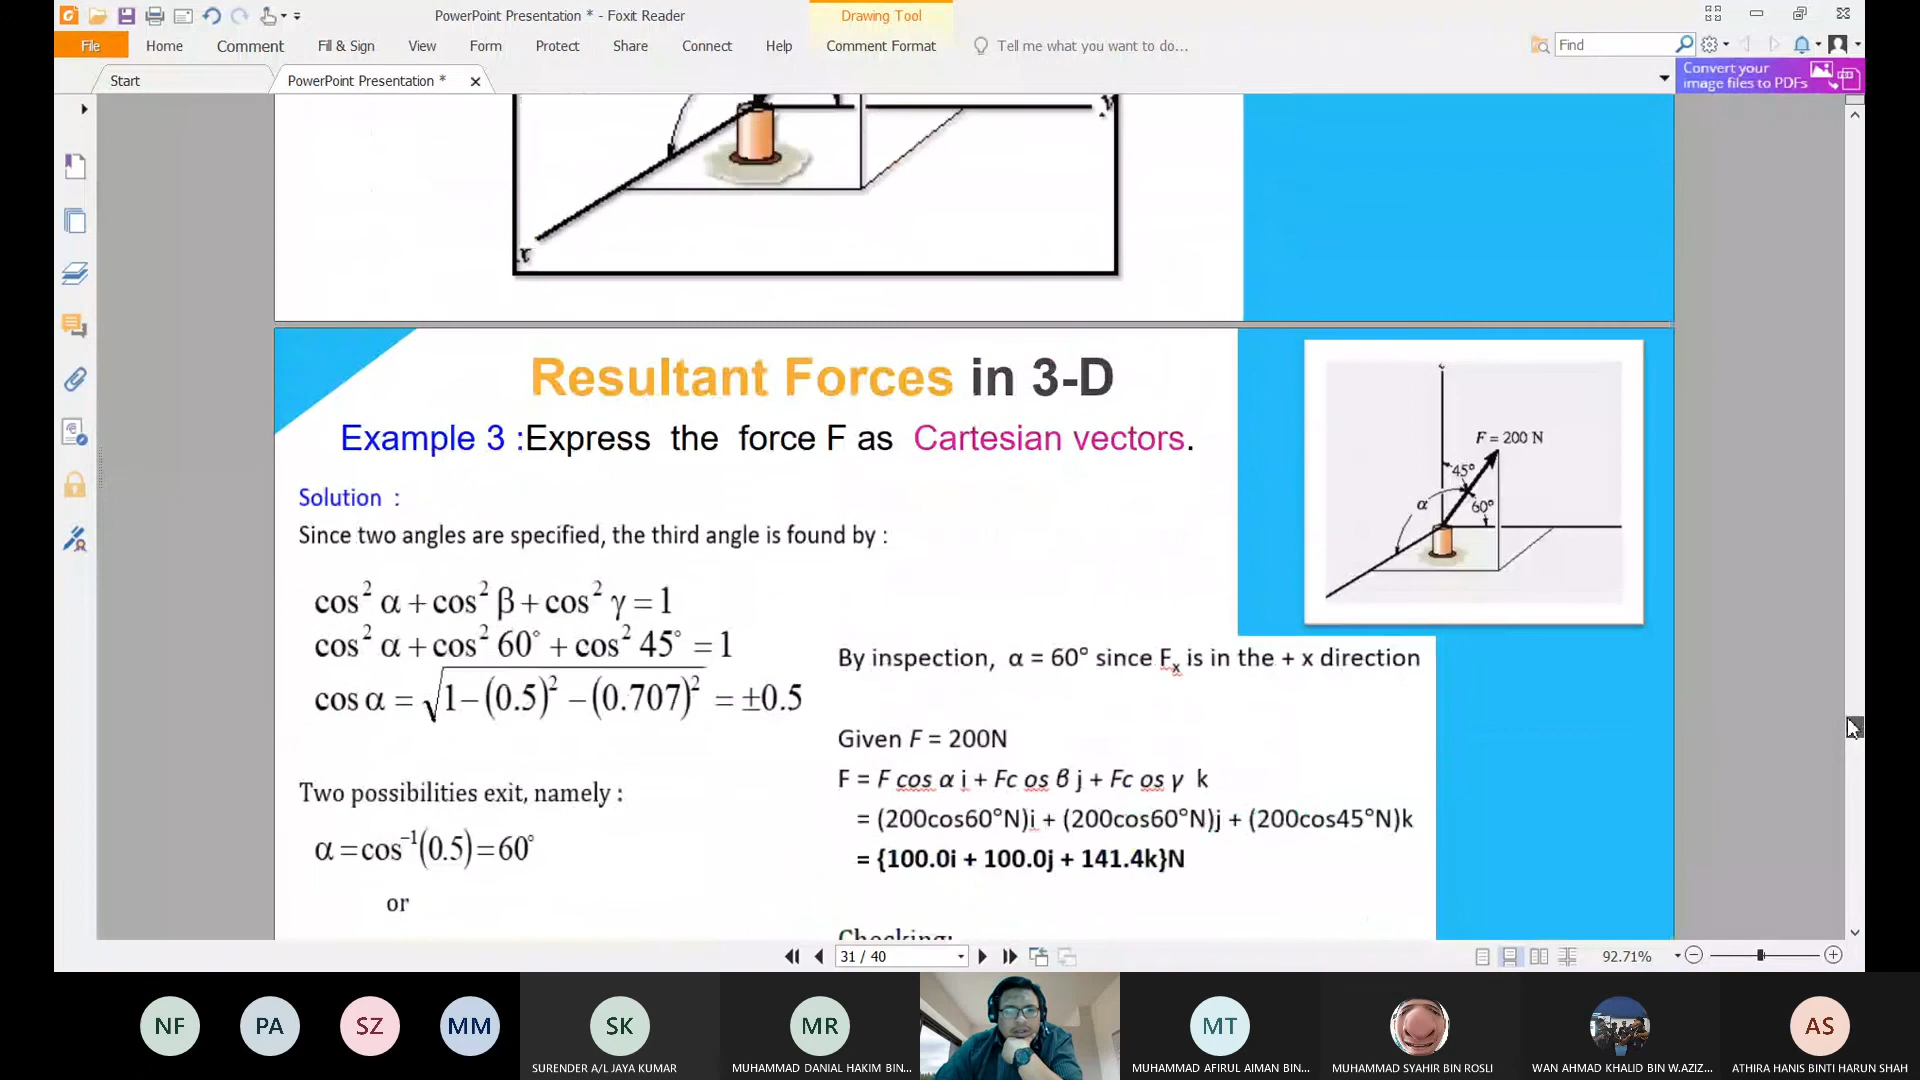 PowerPoint Presentation * - Foxit Reader
Drawing Tool
File
Home
Comment
Fill & Sign
View
Form
Protect
Share
Connect
Help
Comment Format
Tell me what you want to do...
Find
Start
PowerPoint Presentation *
Convert your
image files to PDFs
y
x
Resultant Forces in 3-D
Example 3 :Express the force F as Cartesian vectors.
F = 200 N
45°
α
60°
Solution :
Since two angles are specified, the third angle is found by :
cos² α + cos² β + cos² γ = 1
cos² α + cos² 60° + cos² 45° = 1
cos α = √1−(0.5)² −(0.707)² = ±0.5
Two possibilities exit, namely :
α = cos⁻¹(0.5) = 60°
or
By inspection, α = 60° since Fx is in the + x direction
Given F = 200N
F = F cos α i + Fc os β j + Fc os γ k
= (200cos60°N)i + (200cos60°N)j + (200cos45°N)k
= {100.0i + 100.0j + 141.4k}N
Checking:
31 / 40
92.71%
NF
PA
SZ
MM
SK
MR
MT
AS
SURENDER A/L JAYA KUMAR
MUHAMMAD DANIAL HAKIM BIN...
MUHAMMAD AFIRUL AIMAN BIN...
MUHAMMAD SYAHIR BIN ROSLI
WAN AHMAD KHALID BIN W.AZIZ...
ATHIRA HANIS BINTI HARUN SHAH